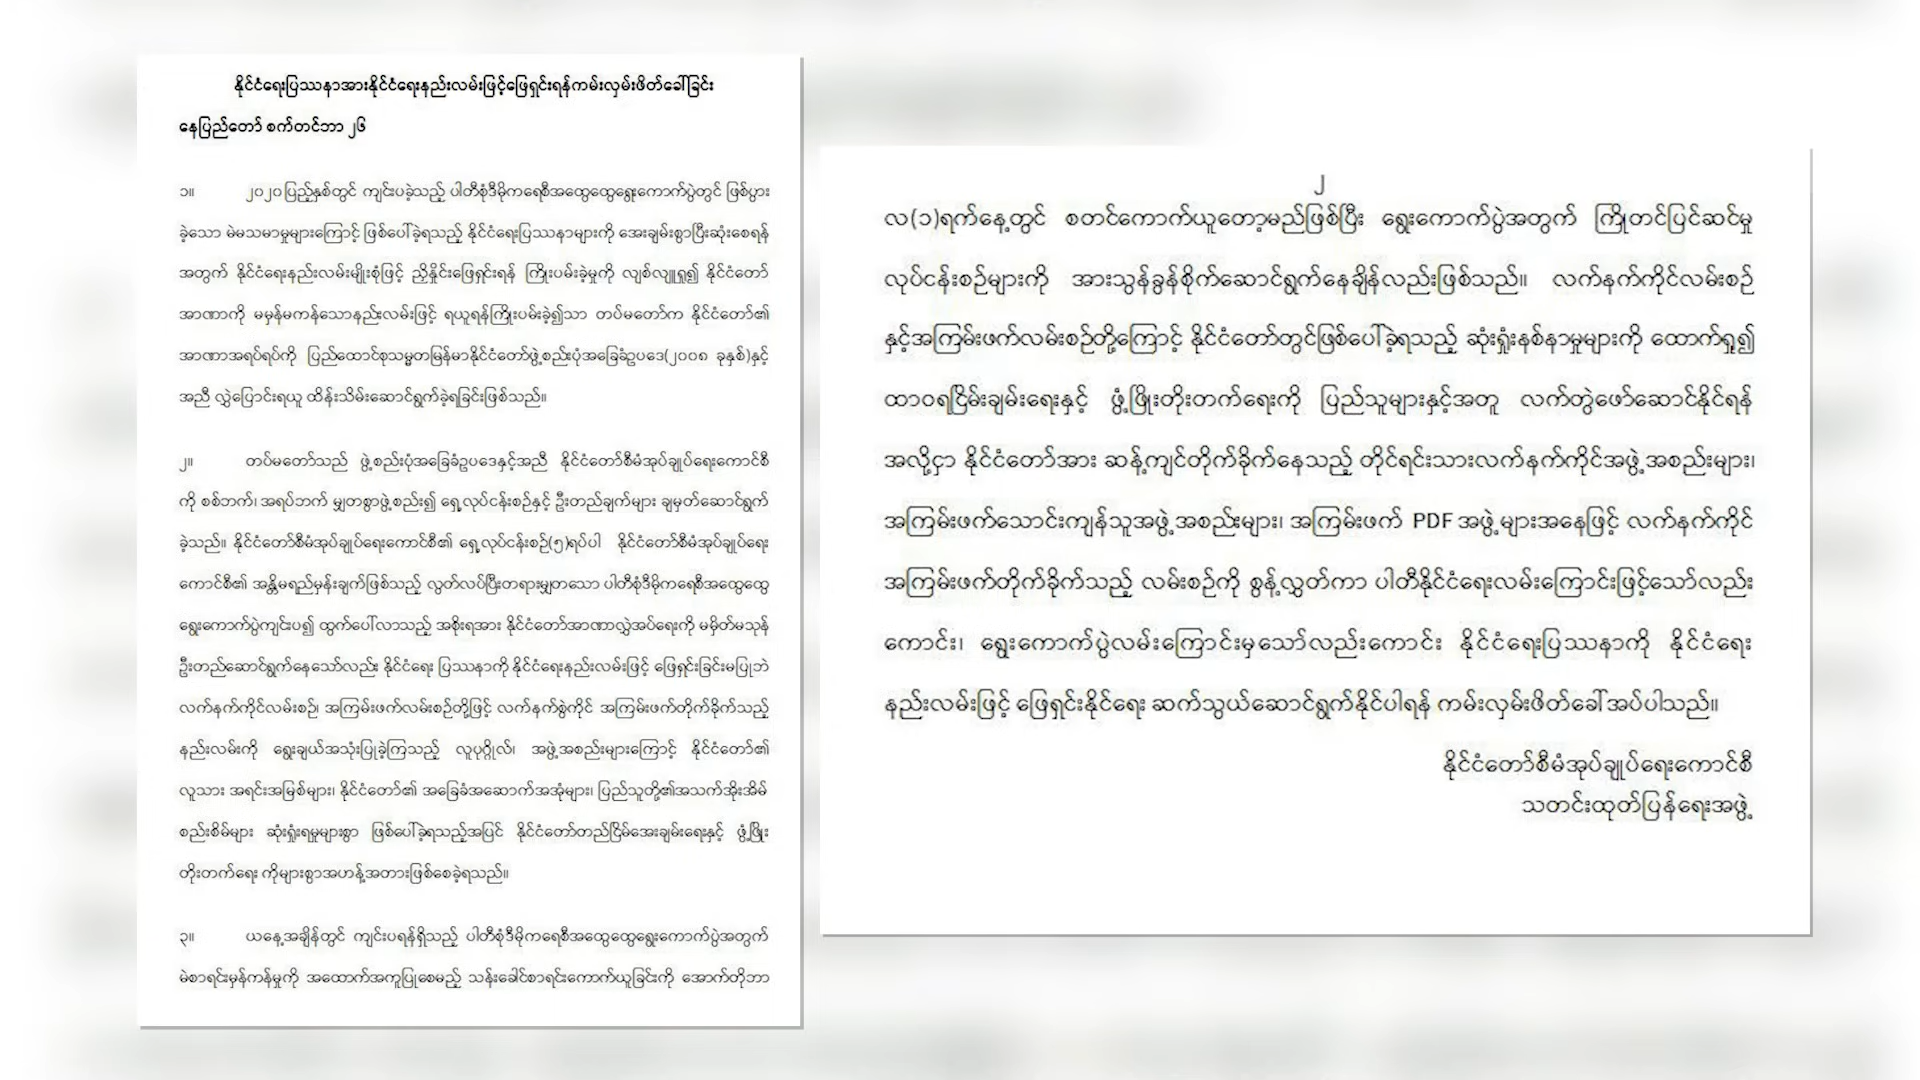 နိုင်ငံရေးပြဿနာအားနိုင်ငံရေးနည်းလမ်းဖြင့်ဖြေရှင်းရန်ကမ်းလှမ်းဖိတ်ခေါ်ခြင်း
နေပြည်တော် စက်တင်ဘာ ၂၆
၁။ ၂၀၂၀ပြည့်နှစ်တွင် ကျင်းပခဲ့သည့် ပါတီစုံဒီမိုကရေစီအထွေထွေရွေးကောက်ပွဲတွင် ဖြစ်ပွား
ခဲ့သော မဲမသမာမှုများကြောင့် ဖြစ်ပေါ်ခဲ့ရသည့် နိုင်ငံရေးပြဿနာများကို အေးချမ်းစွာပြီးဆုံးစေရန်
အတွက် နိုင်ငံရေးနည်းလမ်းမျိုးစုံဖြင့် ညှိနှိုင်းဖြေရှင်းရန် ကြိုးပမ်းခဲ့မှုကို လျစ်လျူရှု၍ နိုင်ငံတော်
အာဏာကို မမှန်မကန်သောနည်းလမ်းဖြင့် ရယူရန်ကြိုးပမ်းခဲ့၍သာ တပ်မတော်က နိုင်ငံတော်၏
အာဏာအရပ်ရပ်ကို ပြည်ထောင်စုသမ္မတမြန်မာနိုင်ငံတော်ဖွဲ့စည်းပုံအခြေခံဥပဒေ(၂၀၀၈ ခုနှစ်)နှင့်
အညီ လွှဲပြောင်းရယူ ထိန်းသိမ်းဆောင်ရွက်ခဲ့ရခြင်းဖြစ်သည်။
၂။ တပ်မတော်သည် ဖွဲ့စည်းပုံအခြေခံဥပဒေနှင့်အညီ နိုင်ငံတော်စီမံအုပ်ချုပ်ရေးကောင်စီ
ကို စစ်ဘက်၊ အရပ်ဘက် မျှတစွာဖွဲ့စည်း၍ ရှေ့လုပ်ငန်းစဉ်နှင့် ဦးတည်ချက်များ ချမှတ်ဆောင်ရွက်
ခဲ့သည်။ နိုင်ငံတော်စီမံအုပ်ချုပ်ရေးကောင်စီ၏ ရှေ့လုပ်ငန်းစဉ်(၅)ရပ်ပါ နိုင်ငံတော်စီမံအုပ်ချုပ်ရေး
ကောင်စီ၏ အန္တိမရည်မှန်းချက်ဖြစ်သည့် လွတ်လပ်ပြီးတရားမျှတသော ပါတီစုံဒီမိုကရေစီအထွေထွေ
ရွေးကောက်ပွဲကျင်းပ၍ ထွက်ပေါ်လာသည့် အစိုးရအား နိုင်ငံတော်အာဏာလွှဲအပ်ရေးကို မမှိတ်မသုန်
ဦးတည်ဆောင်ရွက်နေသော်လည်း နိုင်ငံရေး ပြဿနာကို နိုင်ငံရေးနည်းလမ်းဖြင့် ဖြေရှင်းခြင်းမပြုဘဲ
လက်နက်ကိုင်လမ်းစဉ်၊ အကြမ်းဖက်လမ်းစဉ်တို့ဖြင့် လက်နက်စွဲကိုင် အကြမ်းဖက်တိုက်ခိုက်သည့်
နည်းလမ်းကို ရွေးချယ်အသုံးပြုခဲ့ကြသည့် လူပုဂ္ဂိုလ်၊ အဖွဲ့အစည်းများကြောင့် နိုင်ငံတော်၏
လူသား အရင်းအမြစ်များ၊ နိုင်ငံတော်၏ အခြေခံအဆောက်အအုံများ၊ ပြည်သူတို့၏အသက်အိုးအိမ်
စည်းစိမ်များ ဆုံးရှုံးရမှုများစွာ ဖြစ်ပေါ်ခဲ့ရသည့်အပြင် နိုင်ငံတော်တည်ငြိမ်အေးချမ်းရေးနှင့် ဖွံ့ဖြိုး
တိုးတက်ရေး ကိုများစွာအဟန့်အတားဖြစ်စေခဲ့ရသည်။
၃။ ယနေ့အချိန်တွင် ကျင်းပရန်ရှိသည့် ပါတီစုံဒီမိုကရေစီအထွေထွေရွေးကောက်ပွဲအတွက်
မဲစာရင်းမှန်ကန်မှုကို အထောက်အကူပြုစေမည့် သန်းခေါင်စာရင်းကောက်ယူခြင်းကို အောက်တိုဘာ
၂
လ(၁)ရက်နေ့တွင် စတင်ကောက်ယူတော့မည်ဖြစ်ပြီး ရွေးကောက်ပွဲအတွက် ကြိုတင်ပြင်ဆင်မှု
လုပ်ငန်းစဉ်များကို အားသွန်ခွန်စိုက်ဆောင်ရွက်နေချိန်လည်းဖြစ်သည်။ လက်နက်ကိုင်လမ်းစဉ်
နှင့်အကြမ်းဖက်လမ်းစဉ်တို့ကြောင့် နိုင်ငံတော်တွင်ဖြစ်ပေါ်ခဲ့ရသည့် ဆုံးရှုံးနစ်နာမှုများကို ထောက်ရှု၍
ထာဝရငြိမ်းချမ်းရေးနှင့် ဖွံ့ဖြိုးတိုးတက်ရေးကို ပြည်သူများနှင့်အတူ လက်တွဲဖော်ဆောင်နိုင်ရန်
အလို့ငှာ နိုင်ငံတော်အား ဆန့်ကျင်တိုက်ခိုက်နေသည့် တိုင်ရင်းသားလက်နက်ကိုင်အဖွဲ့အစည်းများ၊
အကြမ်းဖက်သောင်းကျန်သူအဖွဲ့အစည်းများ၊ အကြမ်းဖက် PDF အဖွဲ့များအနေဖြင့် လက်နက်ကိုင်
အကြမ်းဖက်တိုက်ခိုက်သည့် လမ်းစဉ်ကို စွန့်လွှတ်ကာ ပါတီနိုင်ငံရေးလမ်းကြောင်းဖြင့်သော်လည်း
ကောင်း၊ ရွေးကောက်ပွဲလမ်းကြောင်းမှသော်လည်းကောင်း နိုင်ငံရေးပြဿနာကို နိုင်ငံရေး
နည်းလမ်းဖြင့် ဖြေရှင်းနိုင်ရေး ဆက်သွယ်ဆောင်ရွက်နိုင်ပါရန် ကမ်းလှမ်းဖိတ်ခေါ်အပ်ပါသည်။
နိုင်ငံတော်စီမံအုပ်ချုပ်ရေးကောင်စီ
သတင်းထုတ်ပြန်ရေးအဖွဲ့